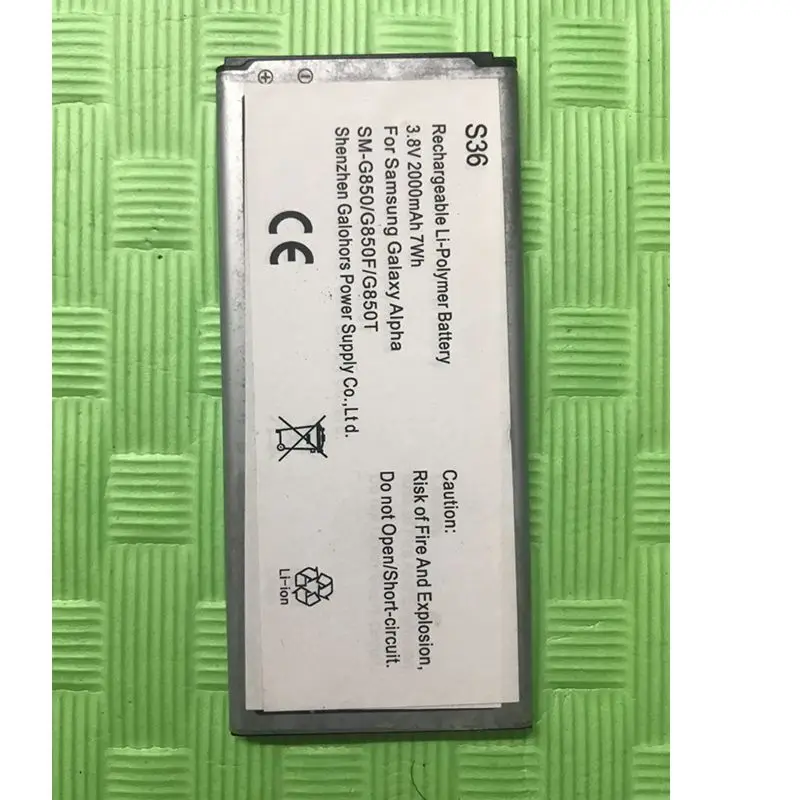 S36
Rechargeable Li-Polymer Battery
3.8V 2000mAh 7Wh
For Samsung Galaxy Alpha
SM-G850/G850F/G850T
Shenzhen Galohors Power Supply Co.,Ltd.
CE
Caution:
Risk of Fire And Explosion,
Do not Open/Short-circuit.
Li-ion
+ -